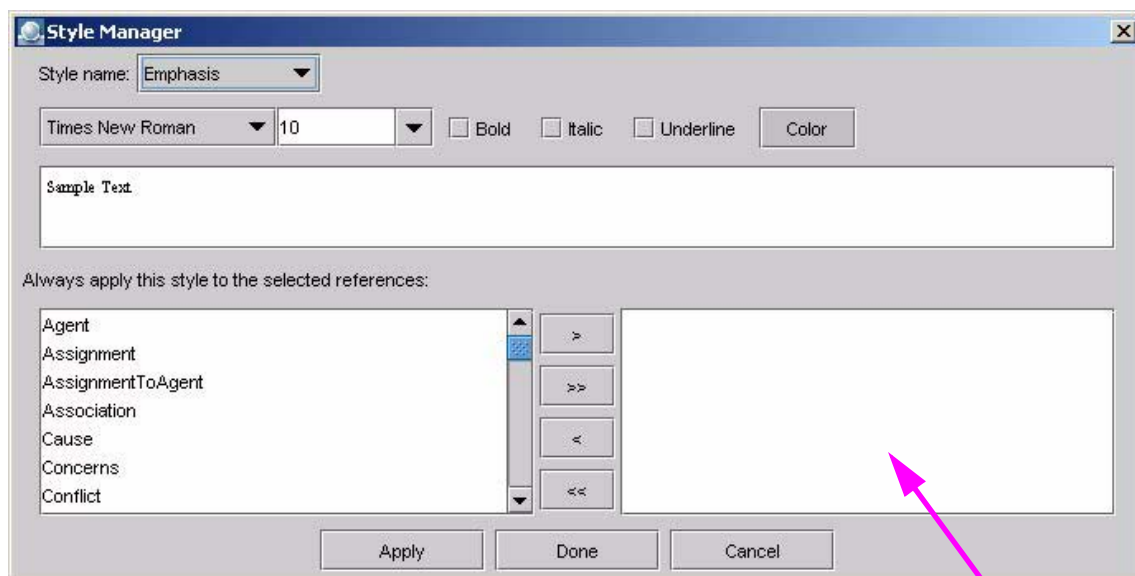 Style Manager
Style name: Emphasis
Times New Roman 10 Bold Italic Underline Color
Sample Text
Always apply this style to the selected references:
Agent
Assignment
AssignmentToAgent
Association
Cause
Concerns
Conflict
>
>>
<
<<
Apply Done Cancel